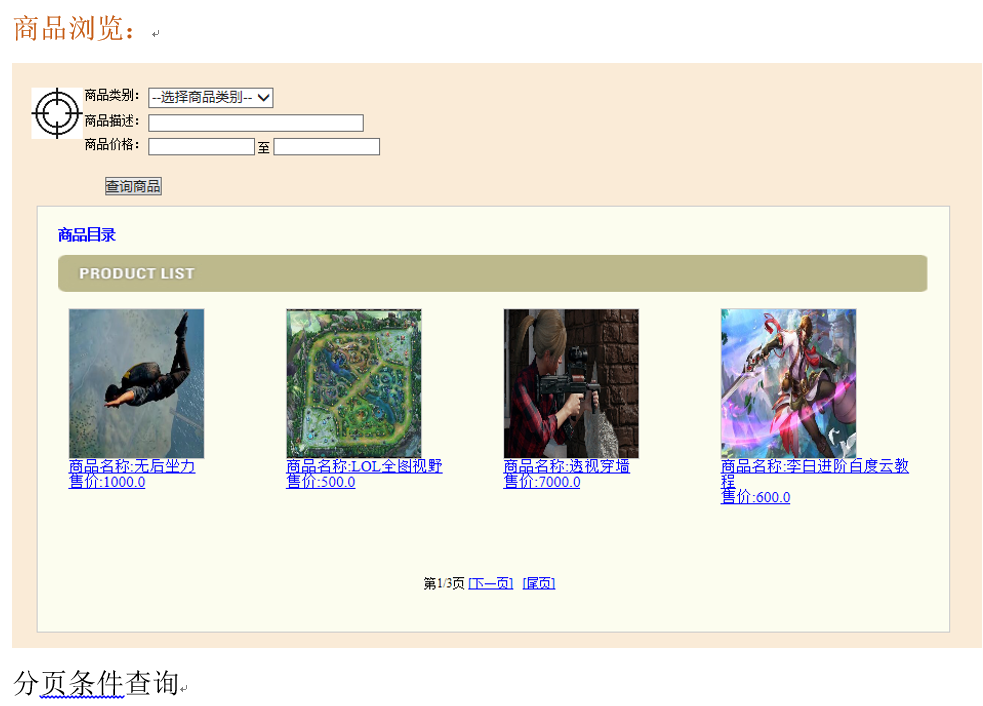 商品浏览：
商品类别： --选择商品类别--
商品描述：
商品价格： 至
查询商品
商品目录
PRODUCT LIST
商品名称:无后坐力
售价:1000.0
商品名称:LOL全图视野
售价:500.0
商品名称:透视穿墙
售价:7000.0
商品名称:李白进阶百度云教
程
售价:600.0
第1/3页 [下一页] [尾页]
分页条件查询